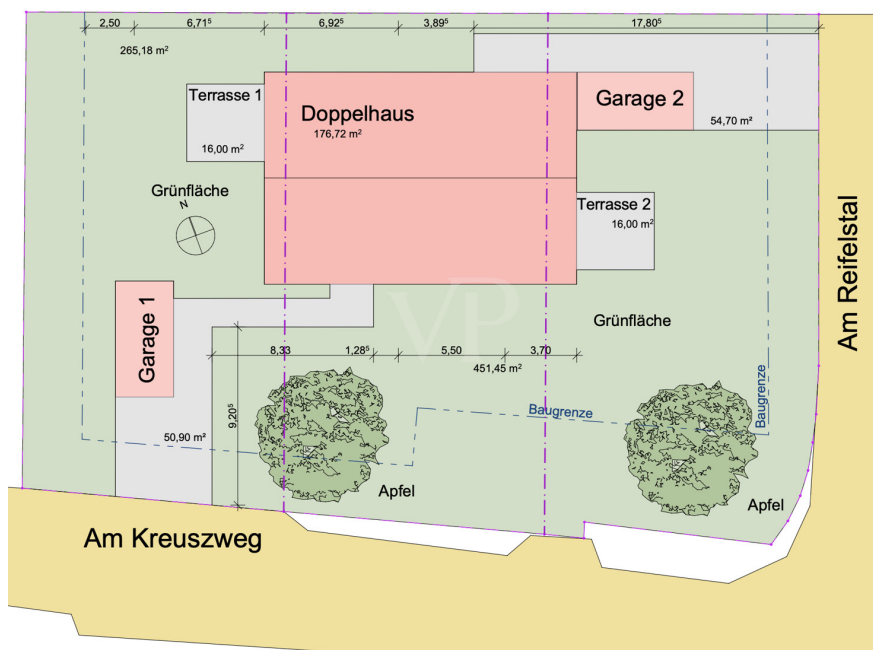 2,50 6,71⁵ 6,92⁵ 3,89⁵ 17,80⁵
265,18 m²
Terrasse 1
16,00 m²
Doppelhaus
176,72 m²
Garage 2
54,70 m²
Grünfläche
N
Terrasse 2
16,00 m²
Garage 1
VP
Grünfläche
Am Reifelstal
8,33 1,28⁵ 5,50 3,70
451,45 m²
9,20⁵
Baugrenze
Baugrenze
50,90 m²
Apfel
Apfel
Am Kreuszweg